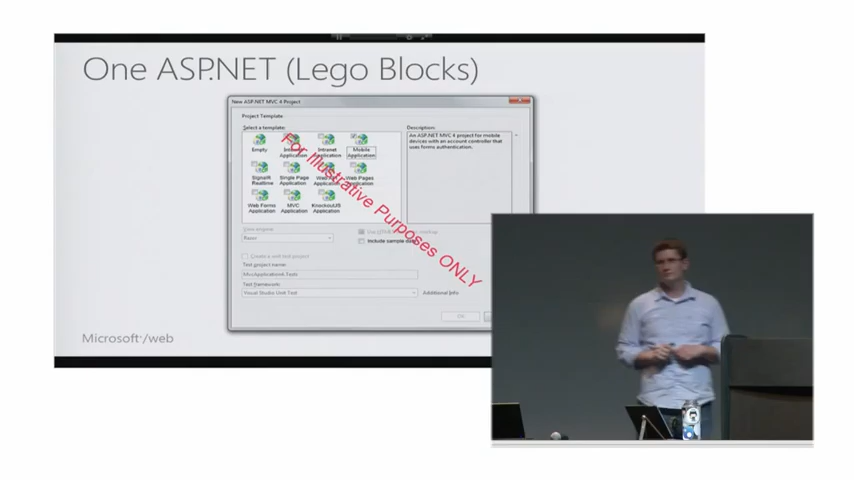 One ASP.NET (Lego Blocks)
New ASP.NET MVC 4 Project
Project Template
Select a template:
Description:
Empty
Application
Intranet Application
Mobile Application
An ASP.NET MVC 4 project for mobile
devices with an account controller that
uses forms authentication.
SignalR Realtime
Single Page Application
Web Pages Application
Web Forms Application
MVC Application
KnockoutJS Application
For Illustrative Purposes ONLY
View engine:
Razor
Include sample data
Create a unit test project
Test project name:
MvcApplication4.Tests
Test framework:
Visual Studio Unit Test
Additional Info
OK
Microsoft /web